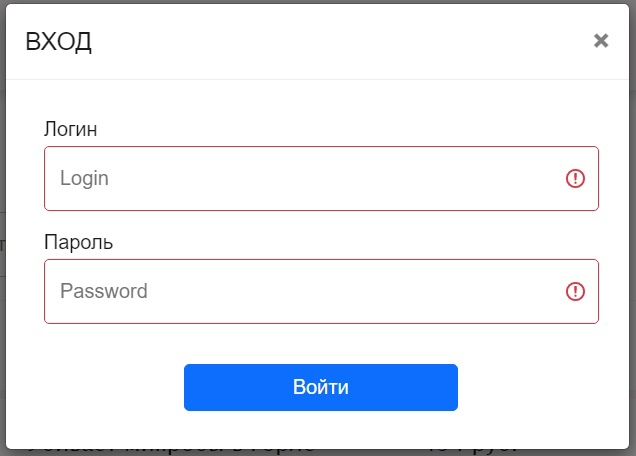 ВХОД
×
Логин
Login
Пароль
Password
Войти